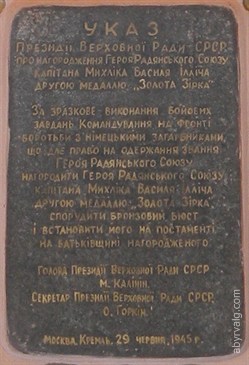 УКАЗ
Президії Верховної Ради СРСР
про нагородження Героя Радянського Союзу
капітана Михліка Василя Ілліча
другою медаллю „Золота Зірка"
За зразкове виконання бойових
завдань Командування на фронті
боротьби з німецькими загарбниками,
що дає право на одержання звання
Героя Радянського Союзу
нагородити Героя Радянського Союзу
капітана Михліка Василя Ілліча
другою медаллю „Золота Зірка"
спорудити бронзовий бюст
і встановити його на постаменті
на батьківщині нагородженого.
Голова Президії Верховної Ради СРСР
М. Калінін.
Секретар Президії Верховної Ради СРСР
О. Горкін.
Москва, Кремль, 29 червня 1945 р.
abyrvalg.com